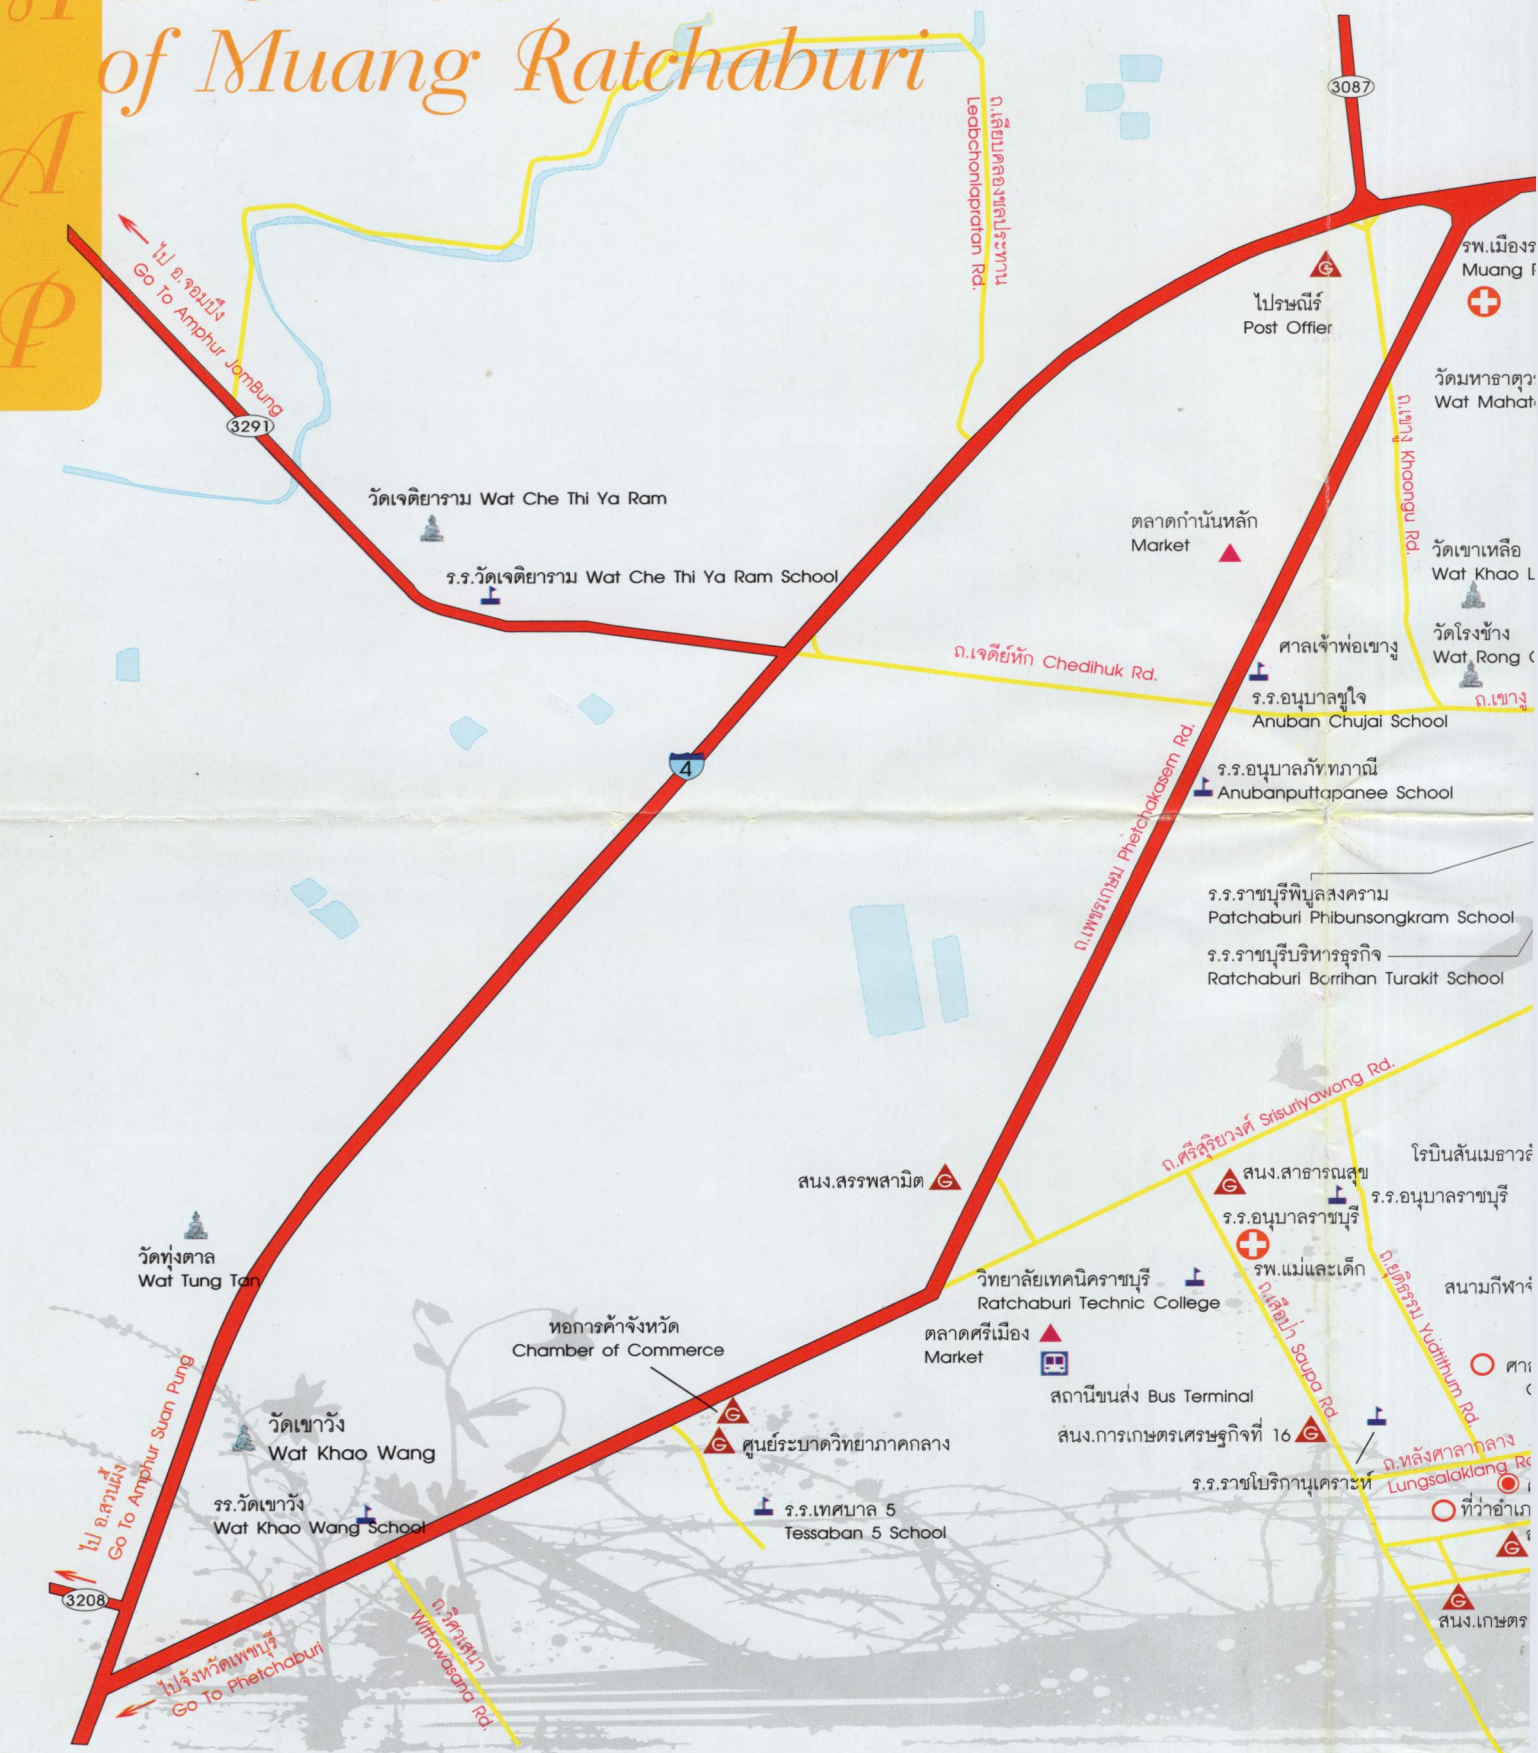 of Muang Ratchaburi
M
A
P
3087
ถ.เลียบคลองชลประทาน
Leabchonlapratan Rd.
ไป อ.จอมบึง
Go To Amphur JomBung
3291
รพ.เมืองร
Muang
ไปรษณีร์
Post Offier
วัดมหาธาตุว
Wat Mahat
ถ.เขางู Khaongu Rd.
วัดเจติยาราม Wat Che Thi Ya Ram
ร.ร.วัดเจติยาราม Wat Che Thi Ya Ram School
ตลาดกำนันหลัก
Market
วัดเขาเหลือ
Wat Khao L
วัดโรงช้าง
Wat Rong
ถ.เจดีย์หัก Chedihuk Rd.
ศาลเจ้าพ่อเขางู
ถ.เขางู
ร.ร.อนุบาลชูใจ
Anuban Chujai School
4
ร.ร.อนุบาลภัททภาณี
Anubanputtapanee School
ถ.เพชรเกษม Phetchakasem Rd.
ร.ร.ราชบุรีพิบูลสงคราม
Patchaburi Phibunsongkram School
ร.ร.ราชบุรีบริหารธุรกิจ
Ratchaburi Borrihan Turakit School
ถ.ศรีสุริยวงศ์ Srisuriyawong Rd.
สนง.สรรพสามิต
G
สนง.สาธารณสุข
โรบินสันเมธาวลั
ร.ร.อนุบาลราชบุรี
ร.ร.อนุบาลราชบุรี
รพ.แม่และเด็ก
วัดทุ่งตาล
Wat Tung Tan
วิทยาลัยเทคนิคราชบุรี
Ratchaburi Technic College
สนามกีฬาจั
ถ.เสือป่า Saupa Rd.
ถ.ยุติธรรม Yudtithum Rd.
หอการค้าจังหวัด
Chamber of Commerce
ตลาดศรีเมือง
Market
สถานีขนส่ง Bus Terminal
ศา
วัดเขาวัง
Wat Khao Wang
ศูนย์ระบาดวิทยาภาคกลาง
สนง.การเกษตรเศรษฐกิจที่ 16
ร.ร.ราชโบริกานุเคราะห์
ถ.หลังศาลากลาง
Lungsalaklang Rd
รร.วัดเขาวัง
Wat Khao Wang School
ร.ร.เทศบาล 5
Tessaban 5 School
ที่ว่าอำเภ
ไป อ.สวนผึ้ง
Go To Amphur Suan Pung
3208
ถ.วิศวเสนา
Wittawasana Rd.
สนง.เกษตร
ไปจังหวัดเพชบุรี
Go To Phetchaburi